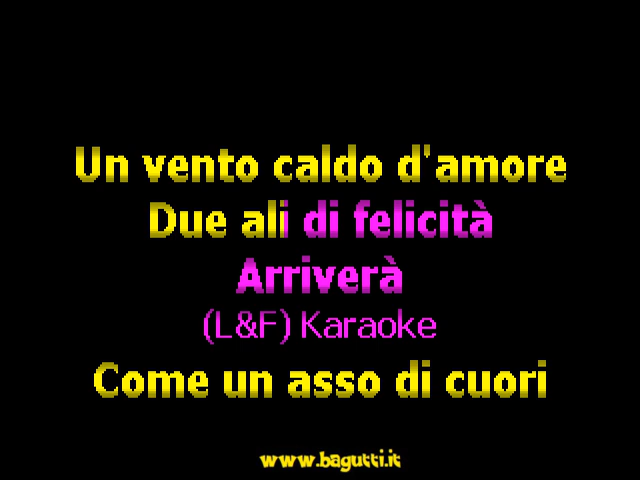 Un vento caldo d'amore
Due ali di felicità
Arriverà
(L&F) Karaoke
Come un asso di cuori
www.bagutti.it